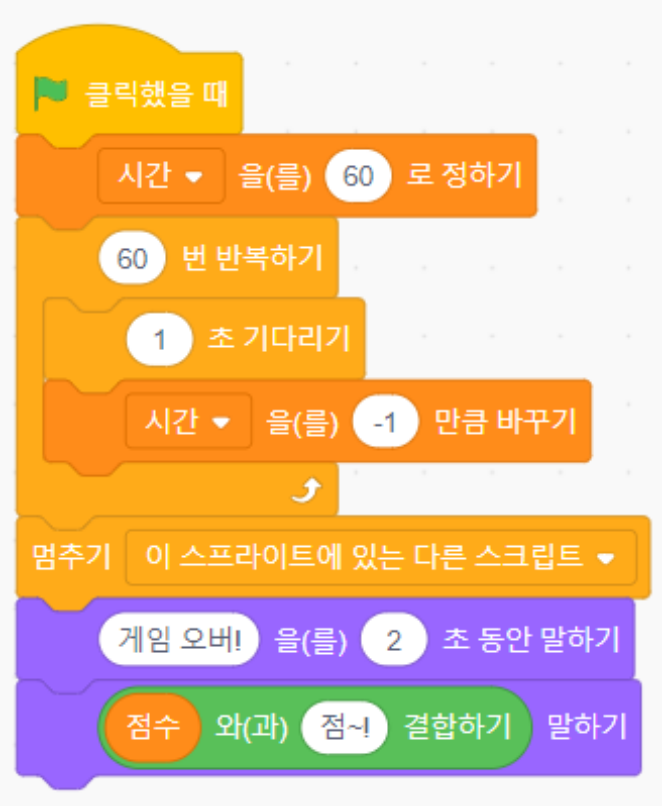 클릭했을 때
시간 을(를) 60 로 정하기
60 번 반복하기
1 초 기다리기
시간 을(를) -1 만큼 바꾸기
멈추기 이 스프라이트에 있는 다른 스크립트
게임 오버! 을(를) 2 초 동안 말하기
점수 와(과) 점~! 결합하기 말하기